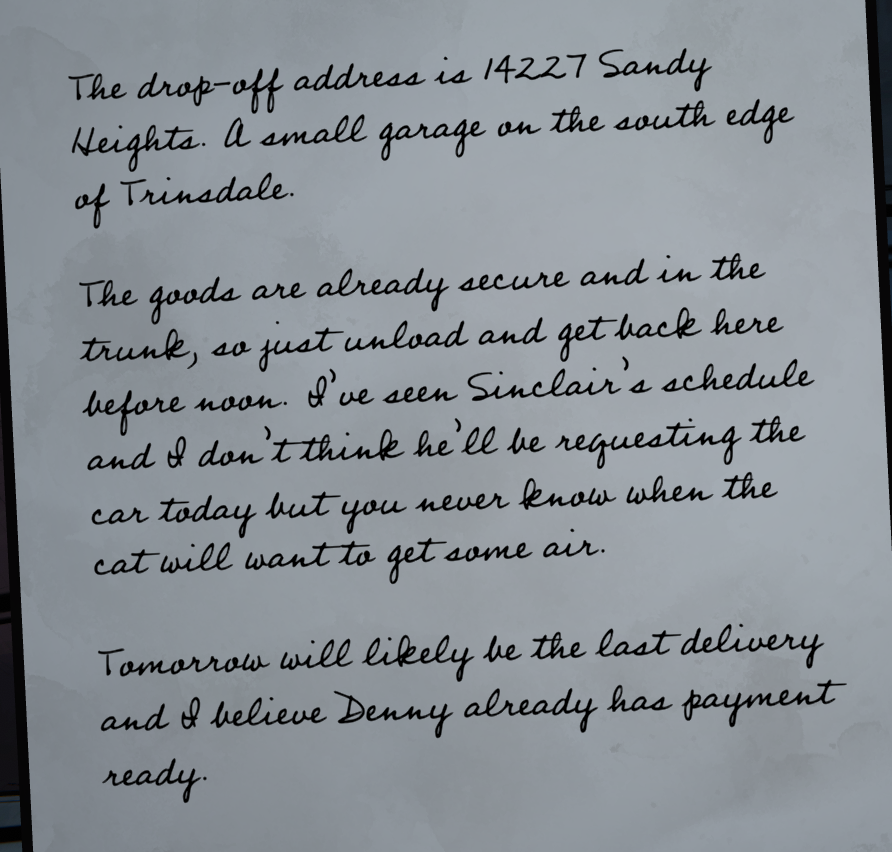 The drop-off address is 14227 Sandy
Heights. A small garage on the south edge
of Trinsdale.
The goods are already secure and in the
trunk, so just unload and get back here
before noon. I've seen Sinclair's schedule
and I don't think he'll be requesting the
car today but you never know when the
cat will want to get some air.
Tomorrow will likely be the last delivery
and I believe Denny already has payment
ready.